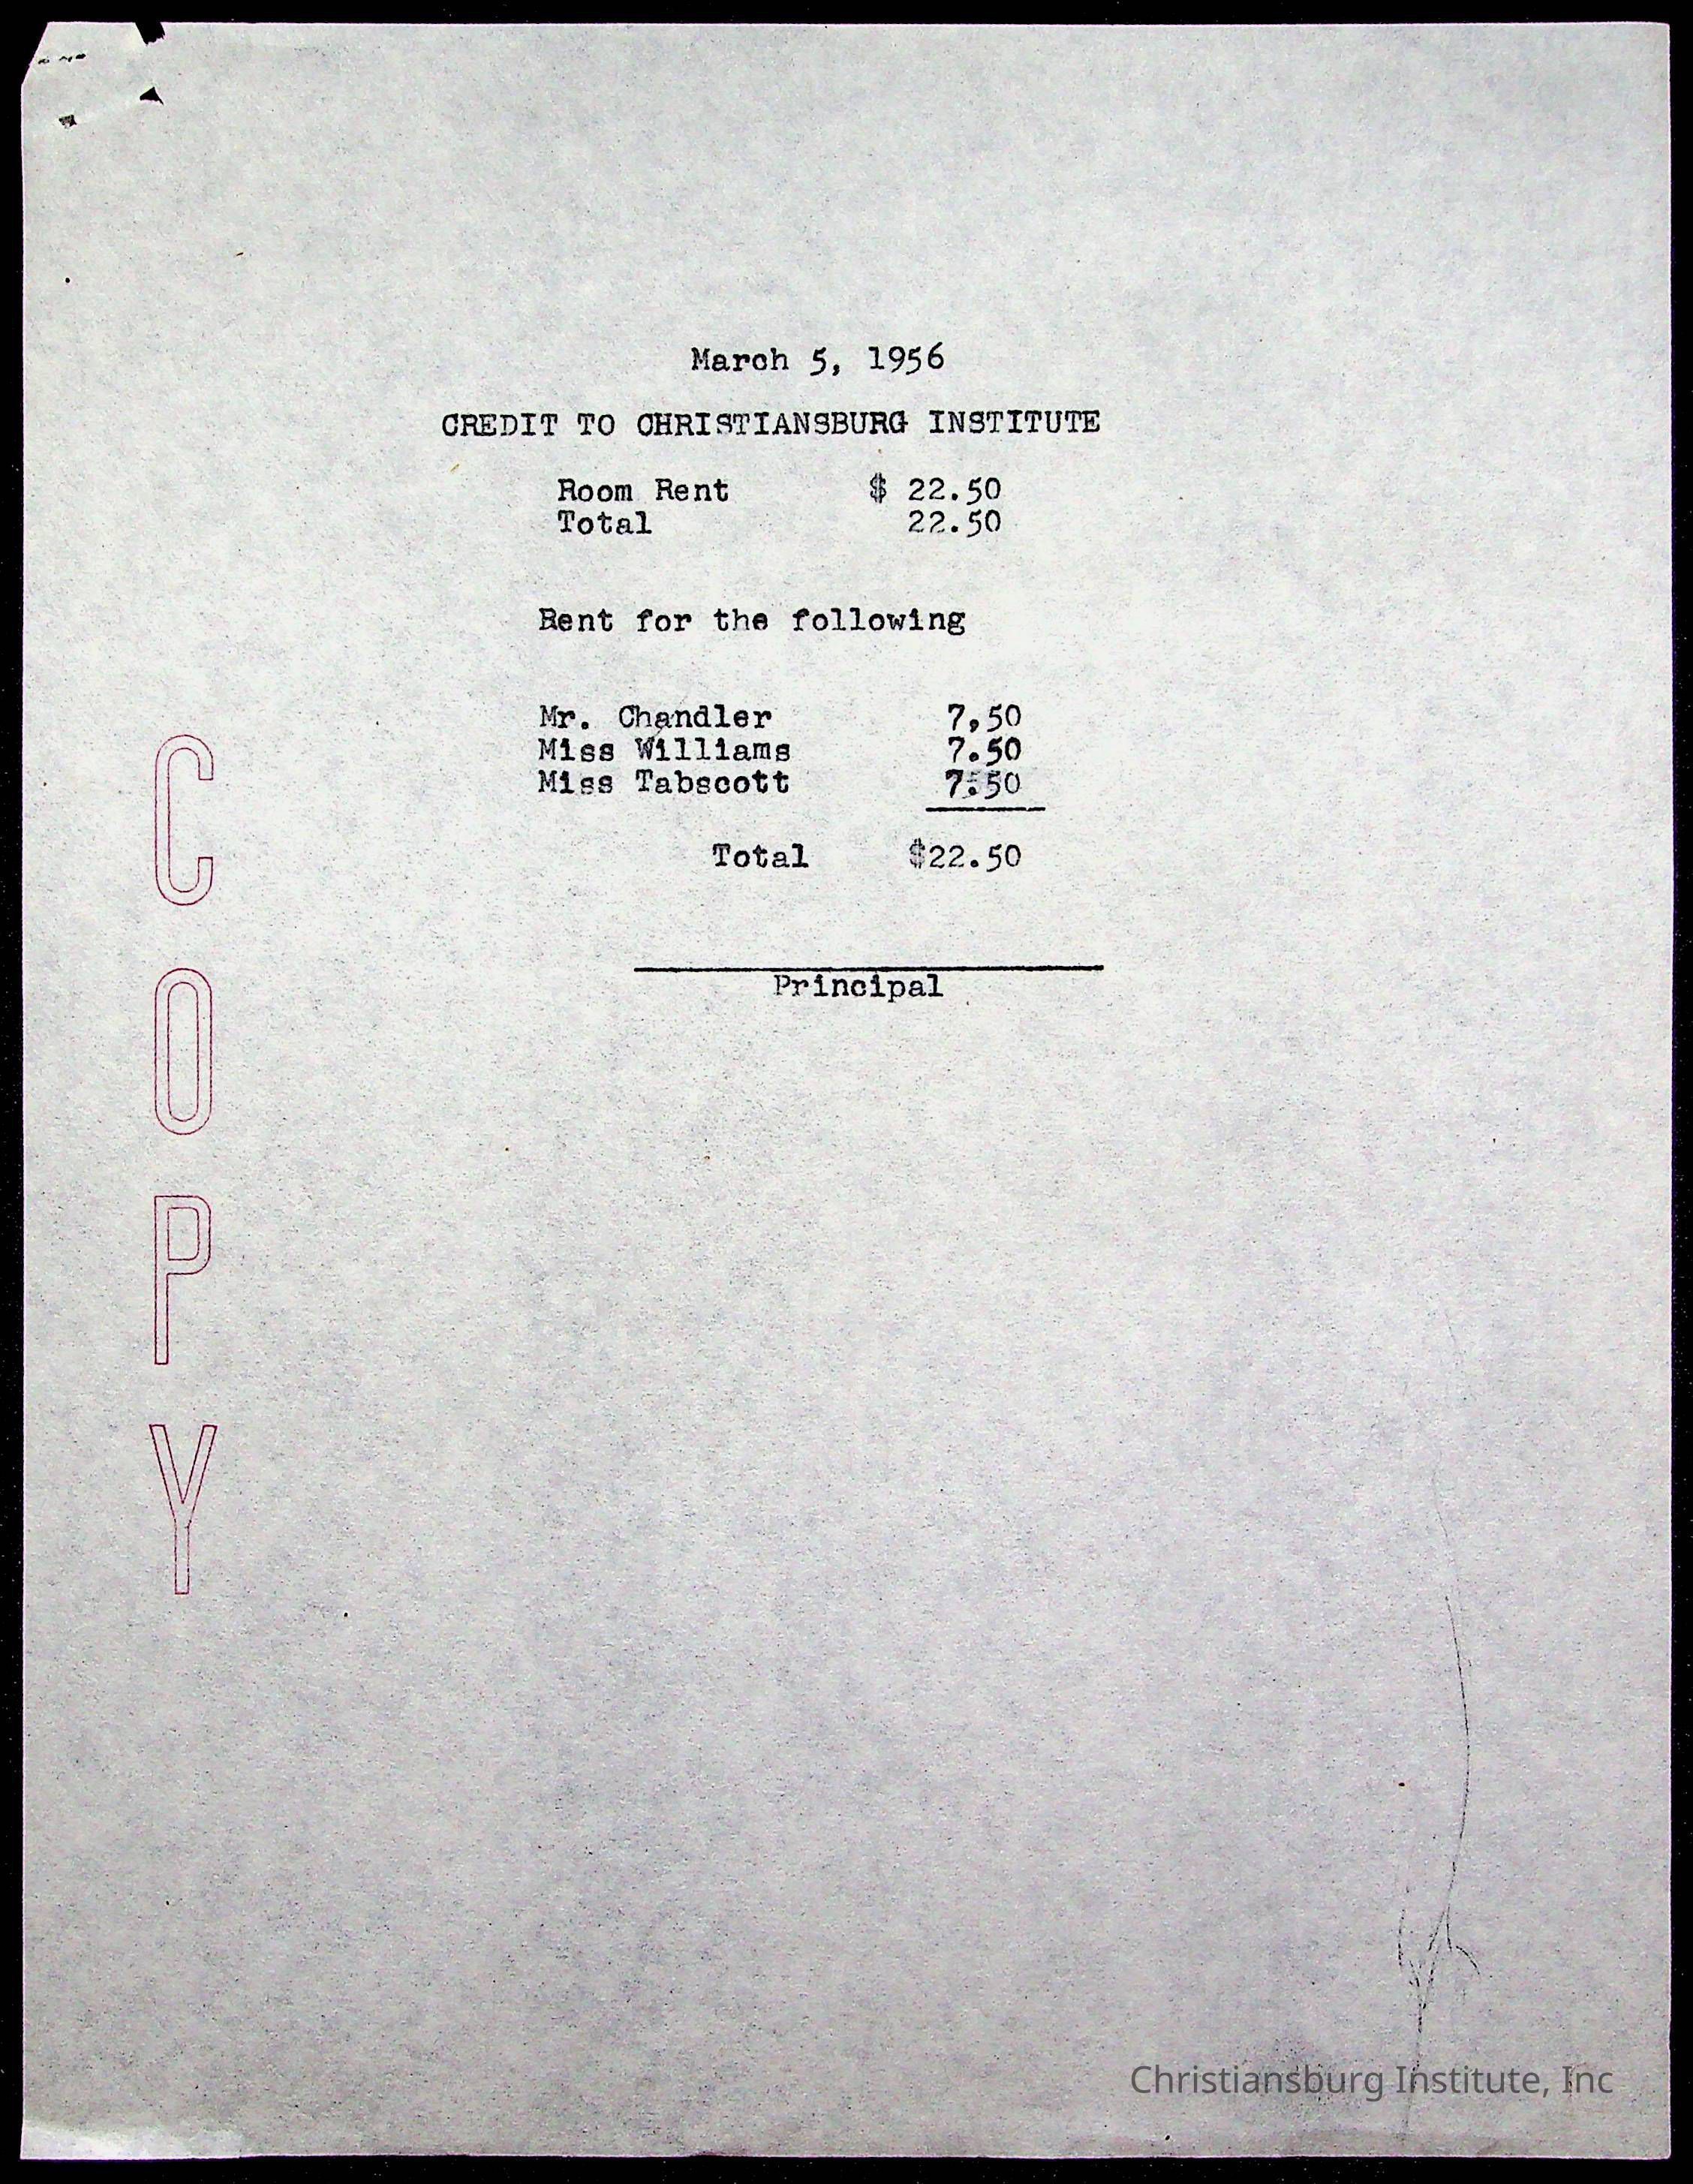 March 5, 1956
CREDIT TO CHRISTIANSBURG INSTITUTE
Room Rent $ 22.50
Total 22.50
Rent for the following
Mr. Chandler 7,50
Miss Williams 7.50
Miss Tabscott 7.50
Total $22.50
Principal
COPY
Christiansburg Institute, Inc